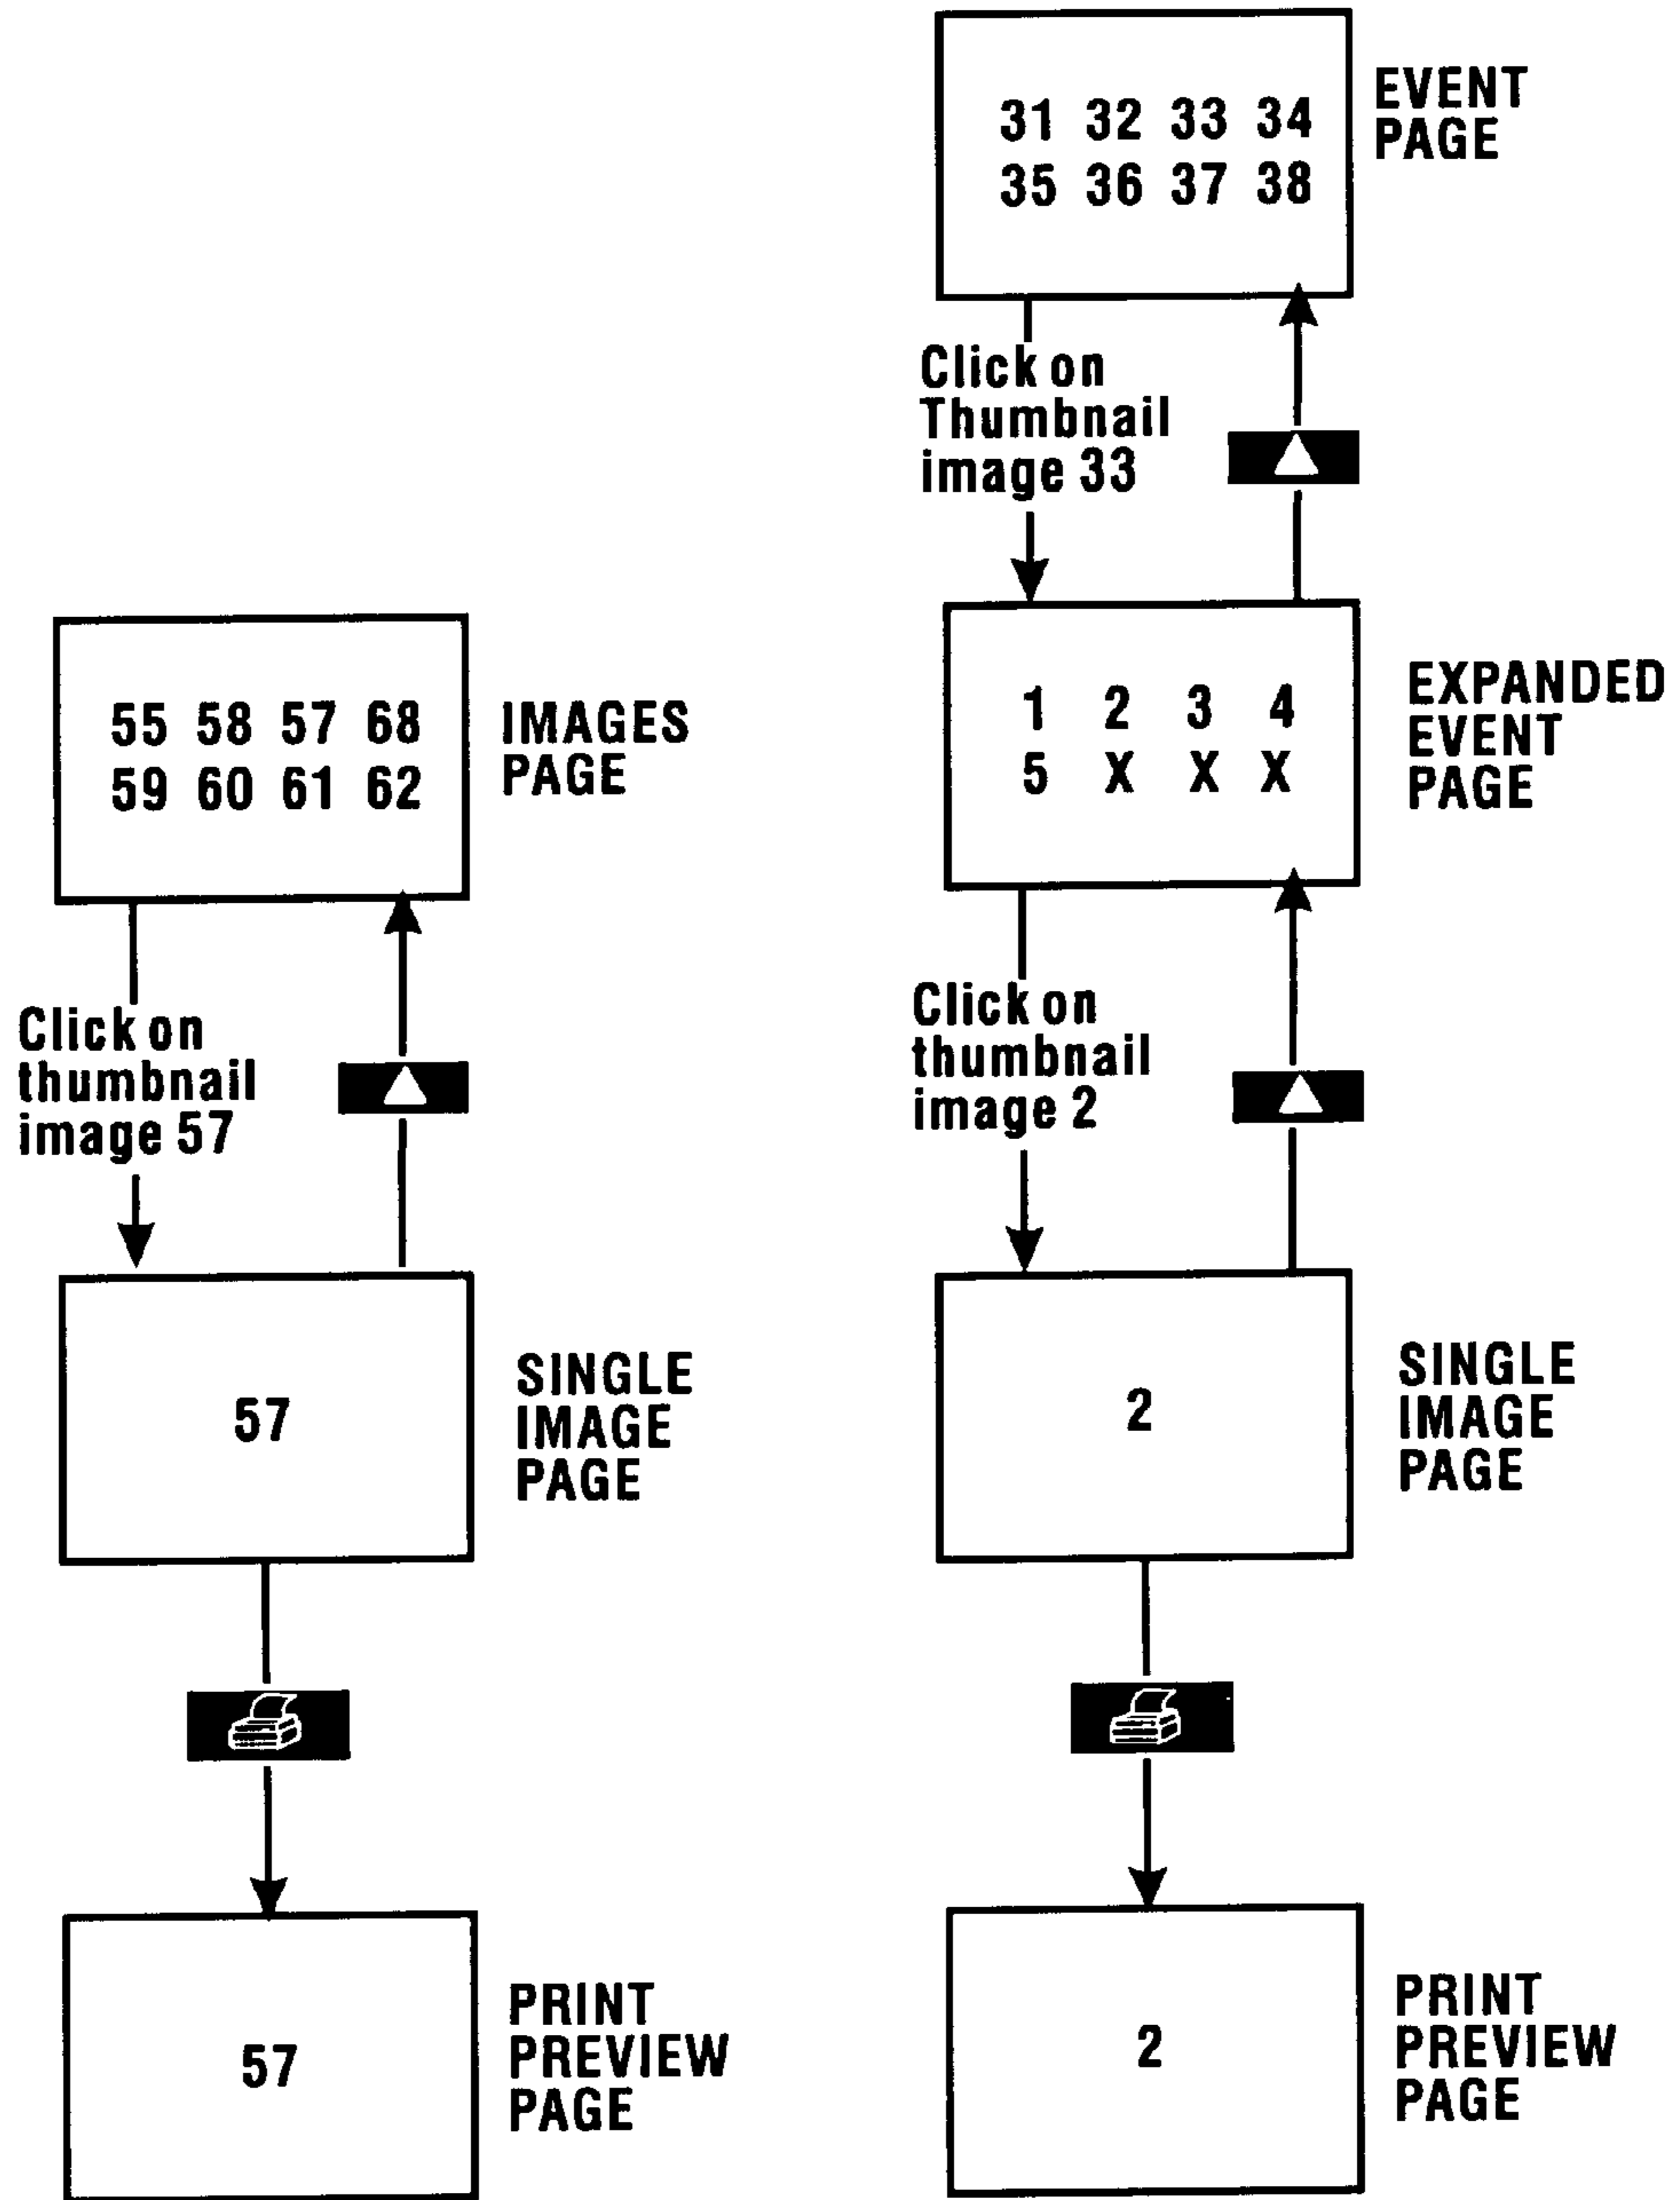 31 32 33 34
35 36 37 38
EVENT
PAGE
Click on
Thumbnail
image 33
1 2 3 4
5 X X X
EXPANDED
EVENT
PAGE
Click on
thumbnail
image 2
2
SINGLE
IMAGE
PAGE
2
PRINT
PREVIEW
PAGE
55 58 57 68
59 60 61 62
IMAGES
PAGE
Click on
thumbnail
image 57
57
SINGLE
IMAGE
PAGE
57
PRINT
PREVIEW
PAGE